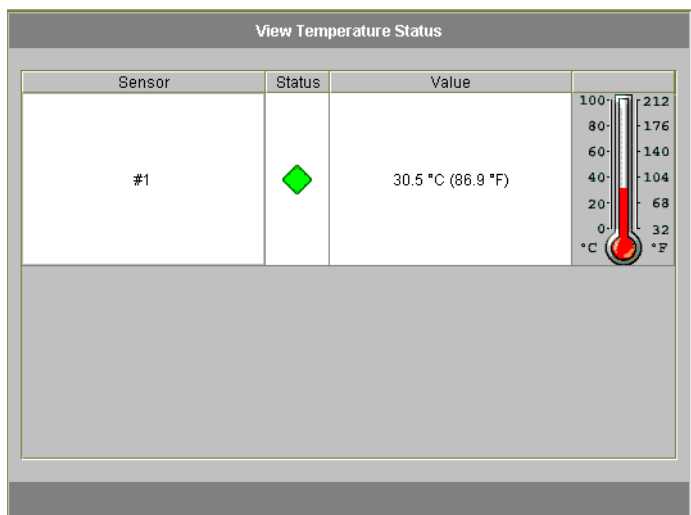 View Temperature Status
Sensor Status Value
#1 30.5 °C (86.9 °F)
100 212
80 176
60 140
40 104
20 68
0 32
°C °F